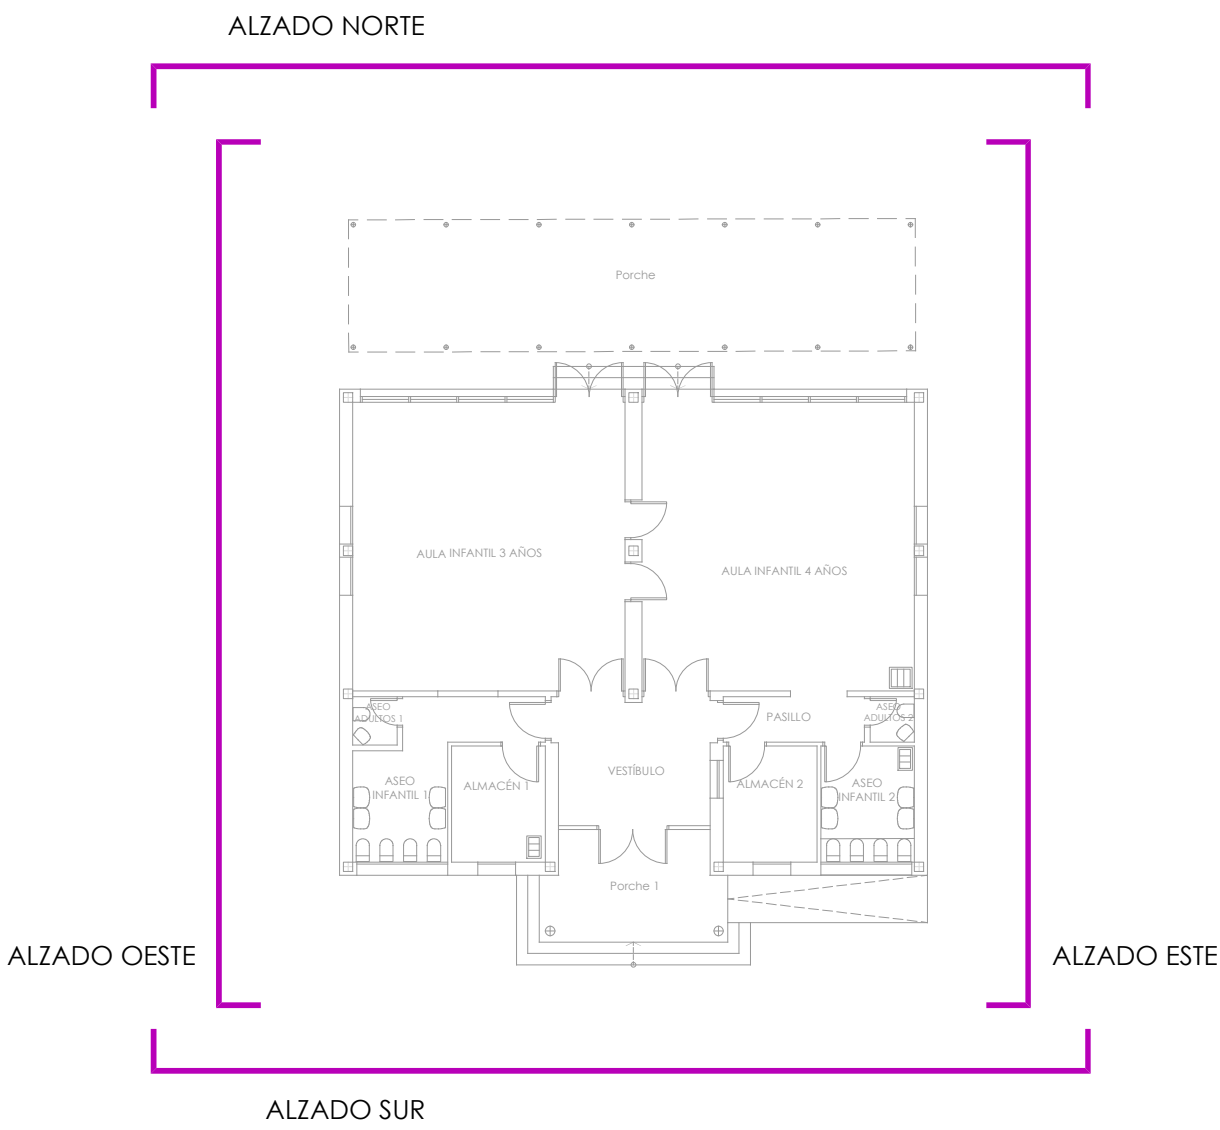 ALZADO NORTE
Porche
AULA INFANTIL 3 AÑOS
AULA INFANTIL 4 AÑOS
ASEO
ADULTOS 1
PASILLO
ASEO
ADULTOS 2
VESTÍBULO
ASEO
INFANTIL 1
ALMACÉN 1
ALMACÉN 2
ASEO
INFANTIL 2
Porche 1
ALZADO OESTE
ALZADO ESTE
ALZADO SUR